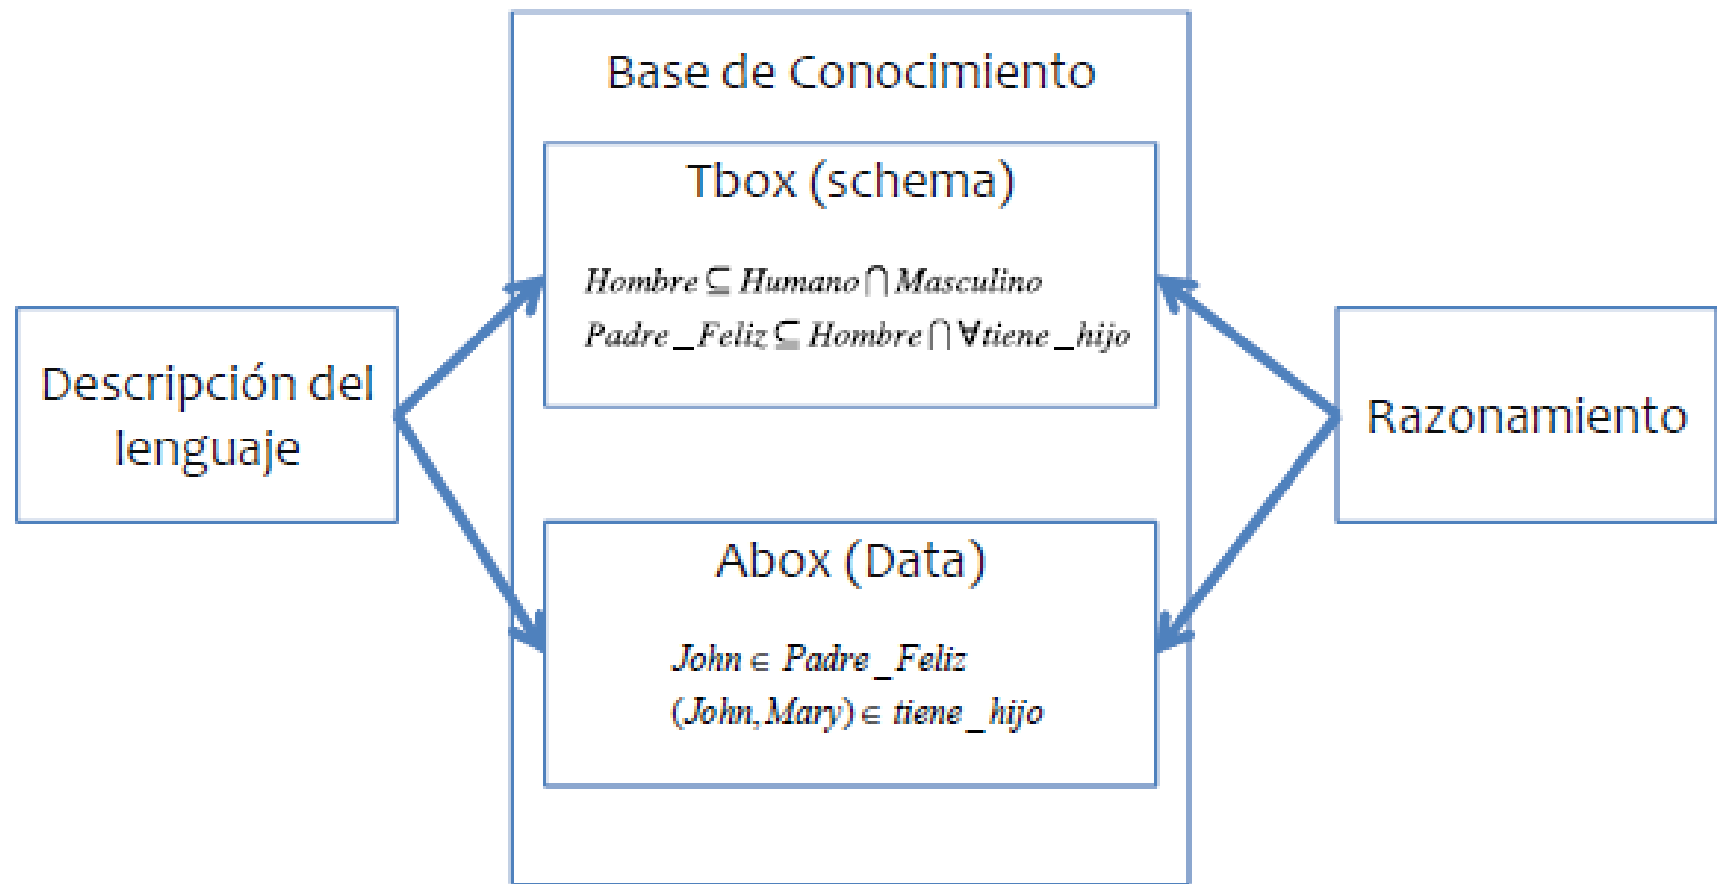 Base de Conocimiento
Tbox (schema)
Hombre ⊆ Humano ⋂ Masculino
Padre_Feliz ⊆ Hombre ⋂ ∀tiene_hijo
Descripción del
lenguaje
Razonamiento
Abox (Data)
John ∈ Padre_Feliz
(John, Mary) ∈ tiene_hijo